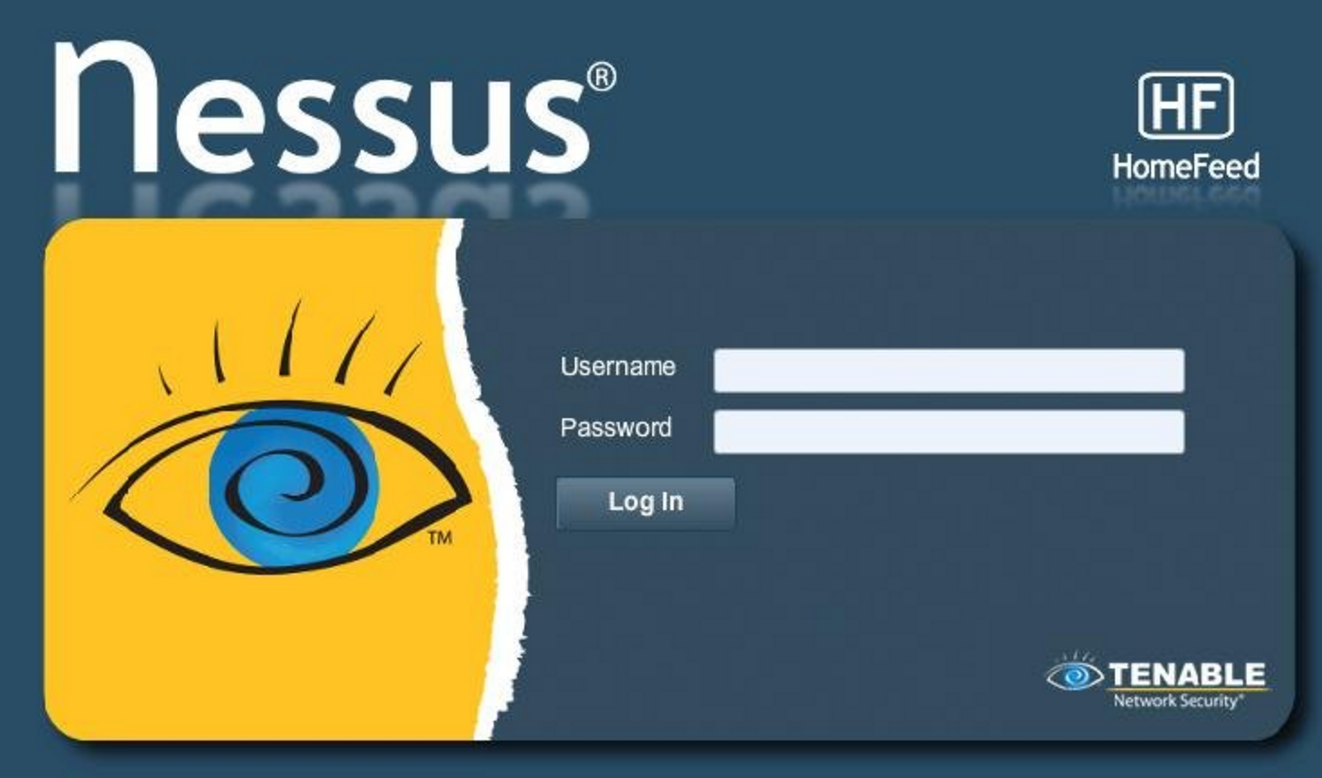 nessus®
HF
HomeFeed
Username
Password
Log In
TM
TENABLE
Network Security®